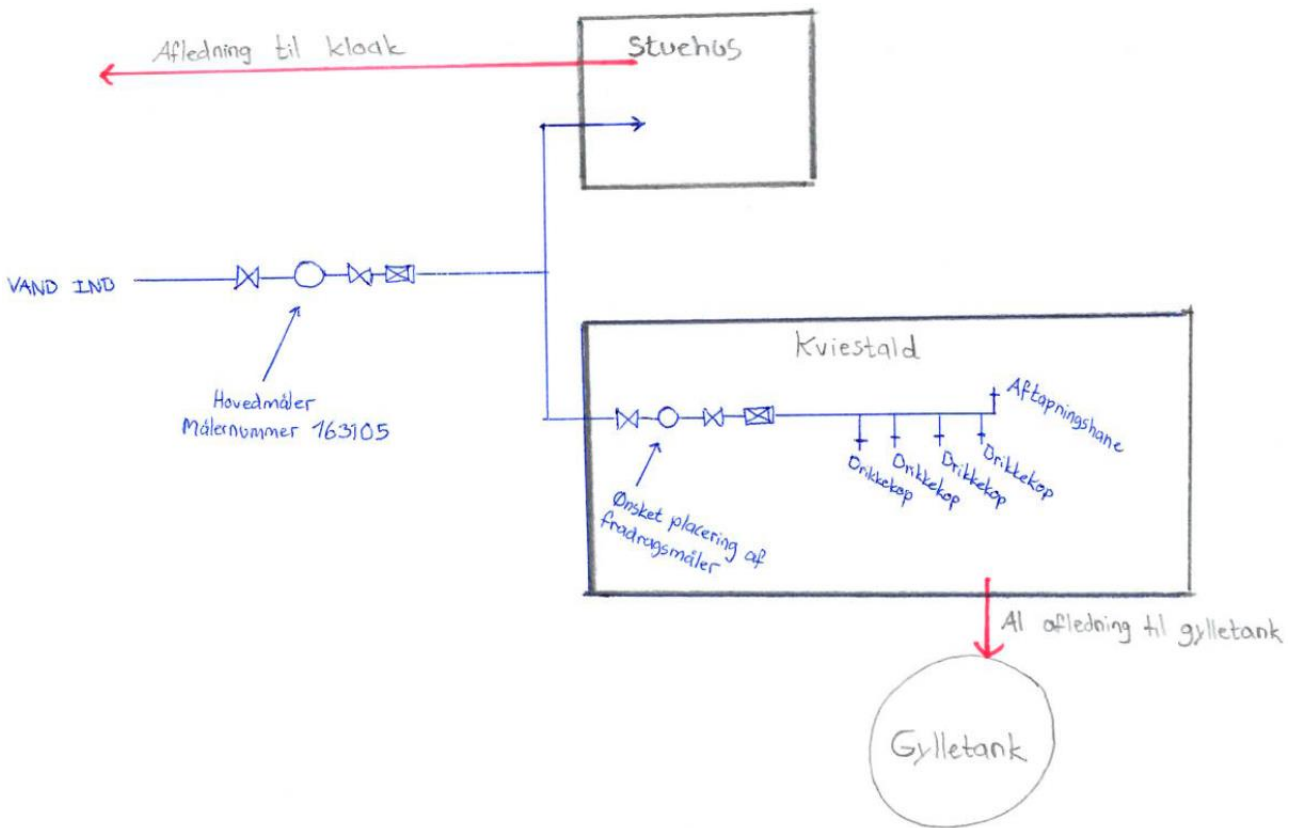 Afledning til kloak
Stuehus
VAND IND
Hovedmåler
Målernummer 163105
Kviestald
Aftapningshane
Drikkekop
Drikkekop
Drikkekop
Drikkekop
Ønsket placering af
fradragsmåler
Al afledning til gylletank
Gylletank